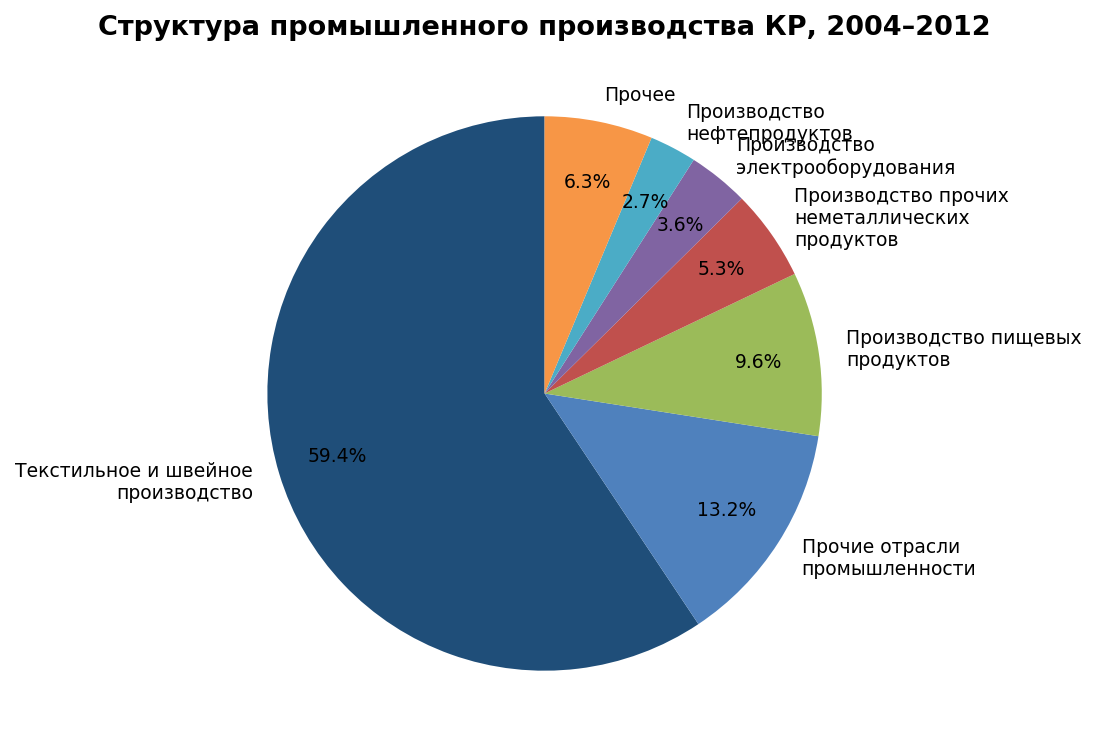 Структура промышленного производства КР, 2004–2012
Прочее
Производство
нефтепродуктов
Производство
электрооборудования
Производство прочих
неметаллических
продуктов
Производство пищевых
продуктов
Прочие отрасли
промышленности
Текстильное и швейное
производство
6.3%
2.7%
3.6%
5.3%
9.6%
13.2%
59.4%